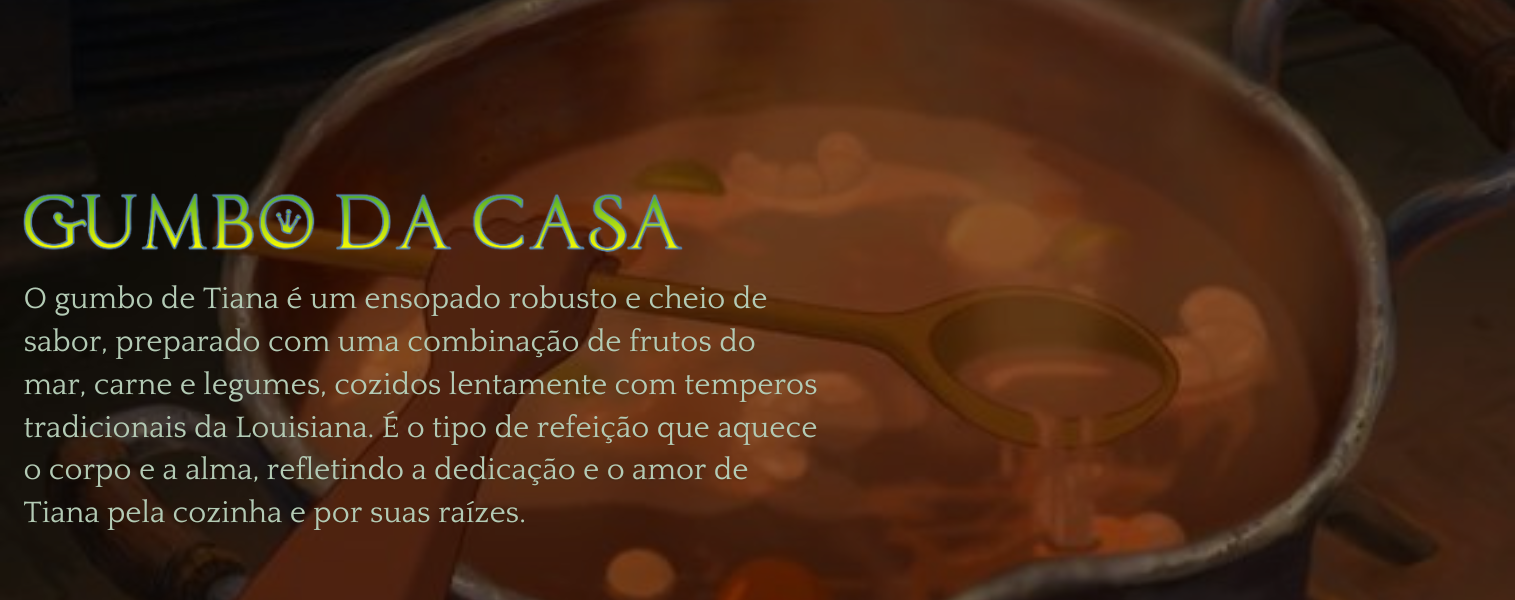 GUMBO DA CASA
O gumbo de Tiana é um ensopado robusto e cheio de
sabor, preparado com uma combinação de frutos do
mar, carne e legumes, cozidos lentamente com temperos
tradicionais da Louisiana. É o tipo de refeição que aquece
o corpo e a alma, refletindo a dedicação e o amor de
Tiana pela cozinha e por suas raízes.